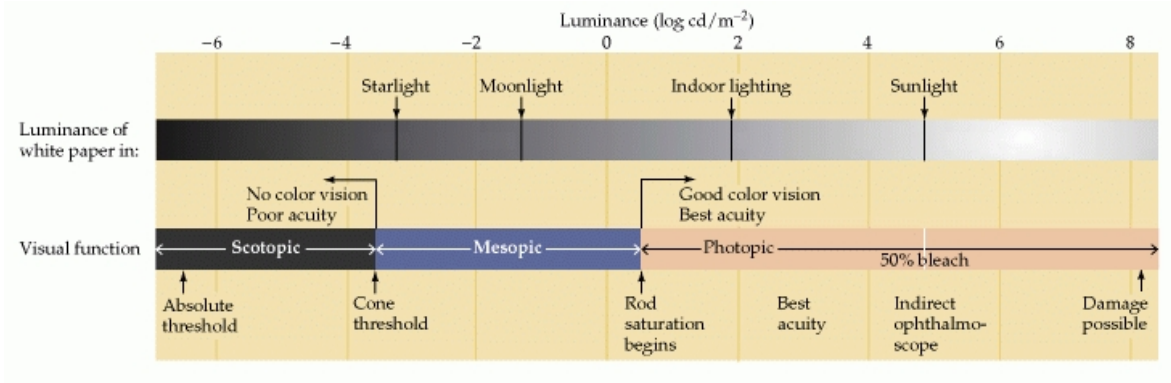 Luminance (log cd/m⁻²)
−6 −4 −2 0 2 4 6 8
Starlight Moonlight Indoor lighting Sunlight
Luminance of
white paper in:
No color vision
Poor acuity
Good color vision
Best acuity
Visual function
Scotopic Mesopic Photopic
50% bleach
Absolute
threshold
Cone
threshold
Rod
saturation
begins
Best
acuity
Indirect
ophthalmo-
scope
Damage
possible